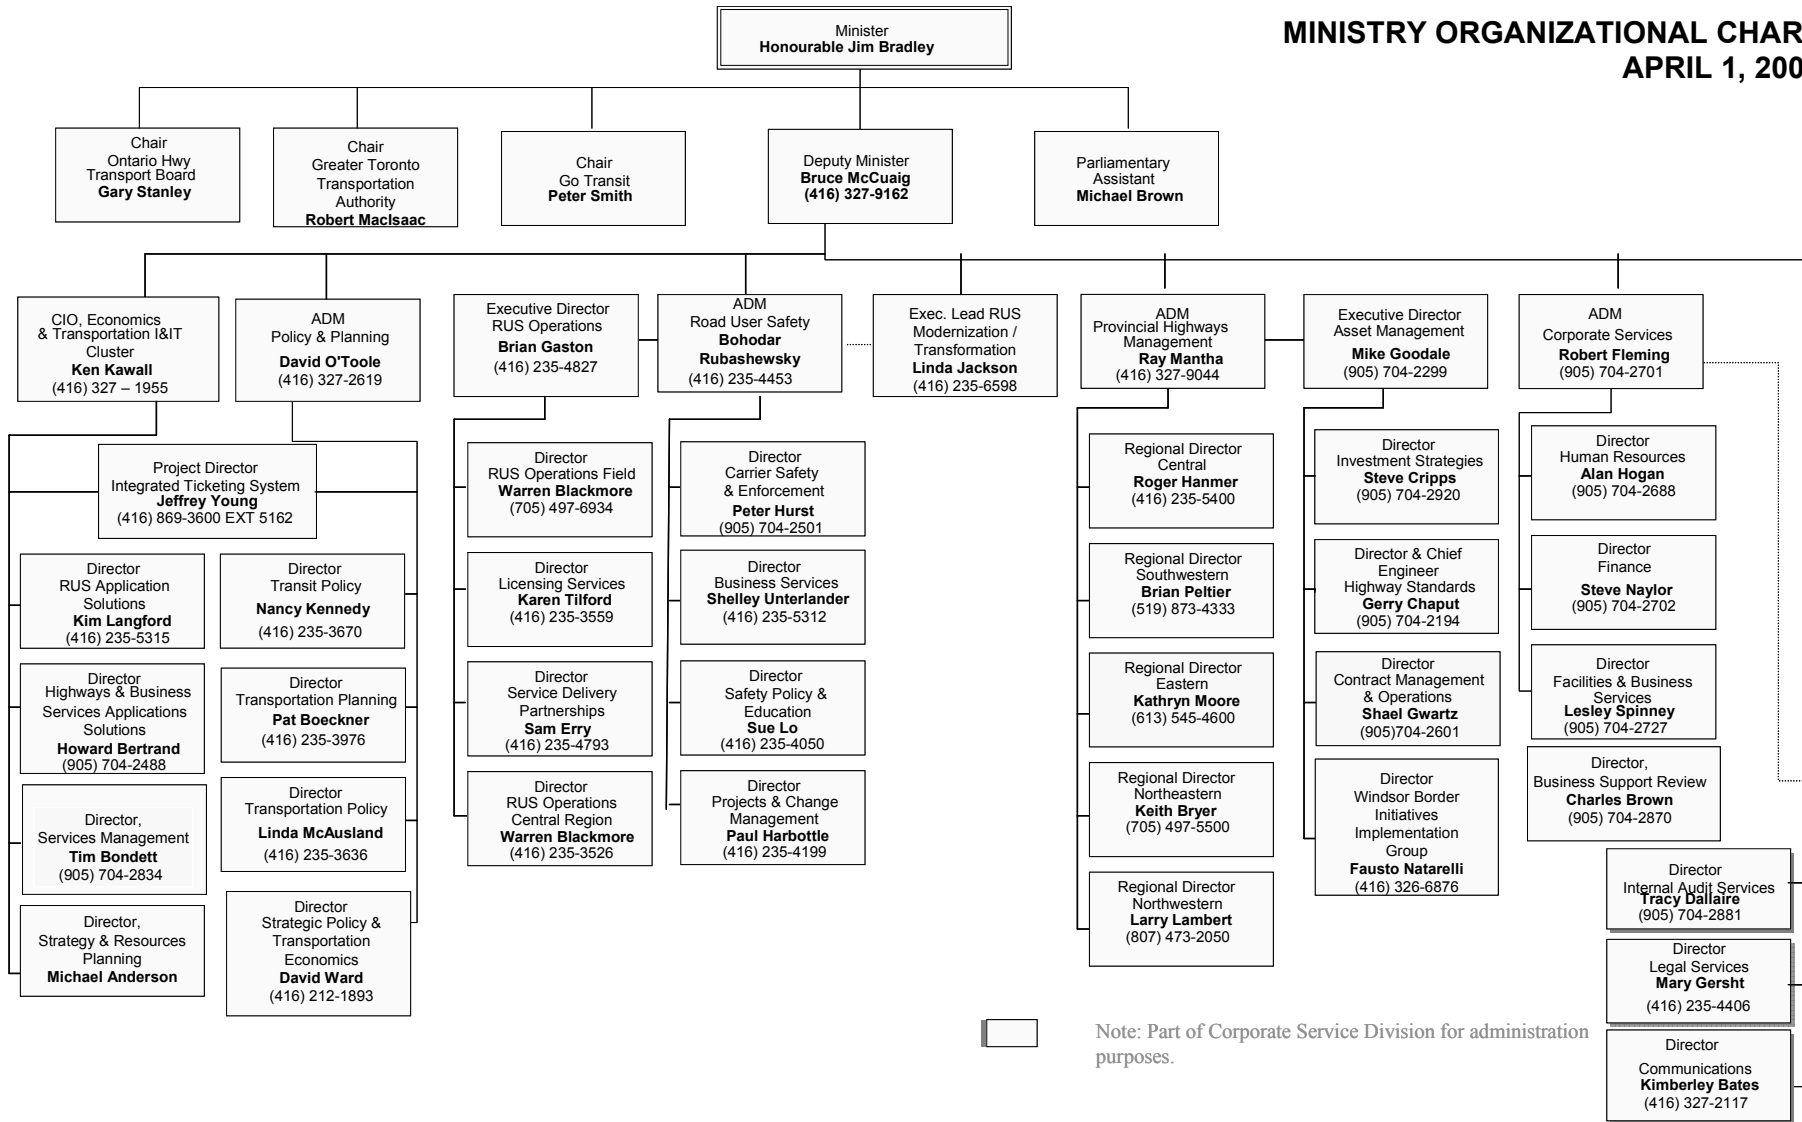 MINISTRY ORGANIZATIONAL CHAR
APRIL 1, 200
Minister
Honourable Jim Bradley
Chair
Ontario Hwy
Transport Board
Gary Stanley
Chair
Greater Toronto
Transportation
Authority
Robert MacIsaac
Chair
Go Transit
Peter Smith
Deputy Minister
Bruce McCuaig
(416) 327-9162
Parliamentary
Assistant
Michael Brown
CIO, Economics
& Transportation I&IT
Cluster
Ken Kawall
(416) 327 – 1955
ADM
Policy & Planning
David O'Toole
(416) 327-2619
Executive Director
RUS Operations
Brian Gaston
(416) 235-4827
ADM
Road User Safety
Bohodar
Rubashewsky
(416) 235-4453
Exec. Lead RUS
Modernization /
Transformation
Linda Jackson
(416) 235-6598
ADM
Provincial Highways
Management
Ray Mantha
(416) 327-9044
Executive Director
Asset Management
Mike Goodale
(905) 704-2299
ADM
Corporate Services
Robert Fleming
(905) 704-2701
Project Director
Integrated Ticketing System
Jeffrey Young
(416) 869-3600 EXT 5162
Director
RUS Application
Solutions
Kim Langford
(416) 235-5315
Director
Highways & Business
Services Applications
Solutions
Howard Bertrand
(905) 704-2488
Director,
Services Management
Tim Bondett
(905) 704-2834
Director,
Strategy & Resources
Planning
Michael Anderson
Director
Transit Policy
Nancy Kennedy
(416) 235-3670
Director
Transportation Planning
Pat Boeckner
(416) 235-3976
Director
Transportation Policy
Linda McAusland
(416) 235-3636
Director
Strategic Policy &
Transportation
Economics
David Ward
(416) 212-1893
Director
RUS Operations Field
Warren Blackmore
(705) 497-6934
Director
Licensing Services
Karen Tilford
(416) 235-3559
Director
Service Delivery
Partnerships
Sam Erry
(416) 235-4793
Director
RUS Operations
Central Region
Warren Blackmore
(416) 235-3526
Director
Carrier Safety
& Enforcement
Peter Hurst
(905) 704-2501
Director
Business Services
Shelley Unterlander
(416) 235-5312
Director
Safety Policy &
Education
Sue Lo
(416) 235-4050
Director
Projects & Change
Management
Paul Harbottle
(416) 235-4199
Regional Director
Central
Roger Hanmer
(416) 235-5400
Regional Director
Southwestern
Brian Peltier
(519) 873-4333
Regional Director
Eastern
Kathryn Moore
(613) 545-4600
Regional Director
Northeastern
Keith Bryer
(705) 497-5500
Regional Director
Northwestern
Larry Lambert
(807) 473-2050
Director
Investment Strategies
Steve Cripps
(905) 704-2920
Director & Chief
Engineer
Highway Standards
Gerry Chaput
(905) 704-2194
Director
Contract Management
& Operations
Shael Gwartz
(905)704-2601
Director
Windsor Border
Initiatives
Implementation
Group
Fausto Natarelli
(416) 326-6876
Director
Human Resources
Alan Hogan
(905) 704-2688
Director
Finance
Steve Naylor
(905) 704-2702
Director
Facilities & Business
Services
Lesley Spinney
(905) 704-2727
Director,
Business Support Review
Charles Brown
(905) 704-2870
Director
Internal Audit Services
Tracy Dallaire
(905) 704-2881
Director
Legal Services
Mary Gersht
(416) 235-4406
Director
Communications
Kimberley Bates
(416) 327-2117
Note: Part of Corporate Service Division for administration
purposes.